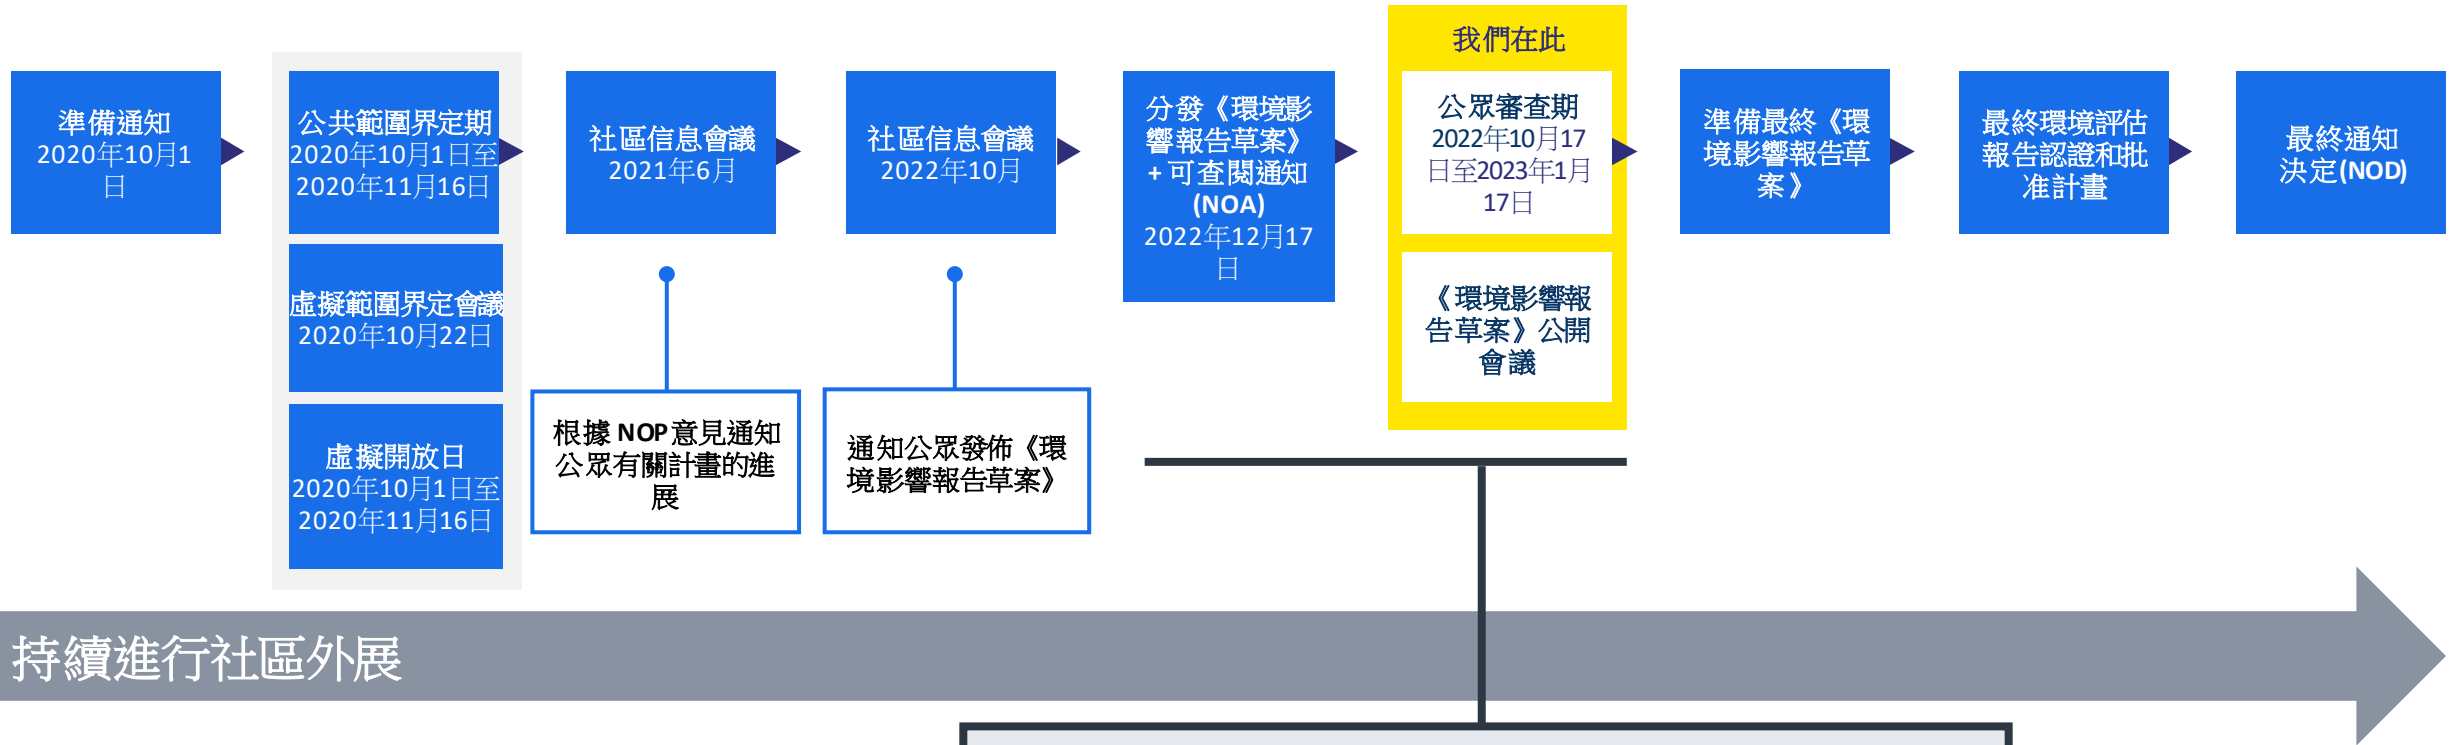 準備通知
2020年10月1
日
公共範圍界定期
2020年10月1日至
2020年11月16日
虛擬範圍界定會議
2020年10月22日
虛擬開放日
2020年10月1日至
2020年11月16日
社區信息會議
2021年6月
根據 NOP 意見通知
公眾有關計畫的進
展
社區信息會議
2022年10月
通知公眾發佈《環
境影響報告草案》
分發《環境影
響報告草案》
+ 可查閱通知
(NOA)
2022年12月17
日
我們在此
公眾審查期
2022年10月17
日至2023年1月
17日
《環境影響報
告草案》公開
會議
準備最終《環
境影響報告草
案》
最終環境評估
報告認證和批
准計畫
最終通知
決定(NOD)
持續進行社區外展